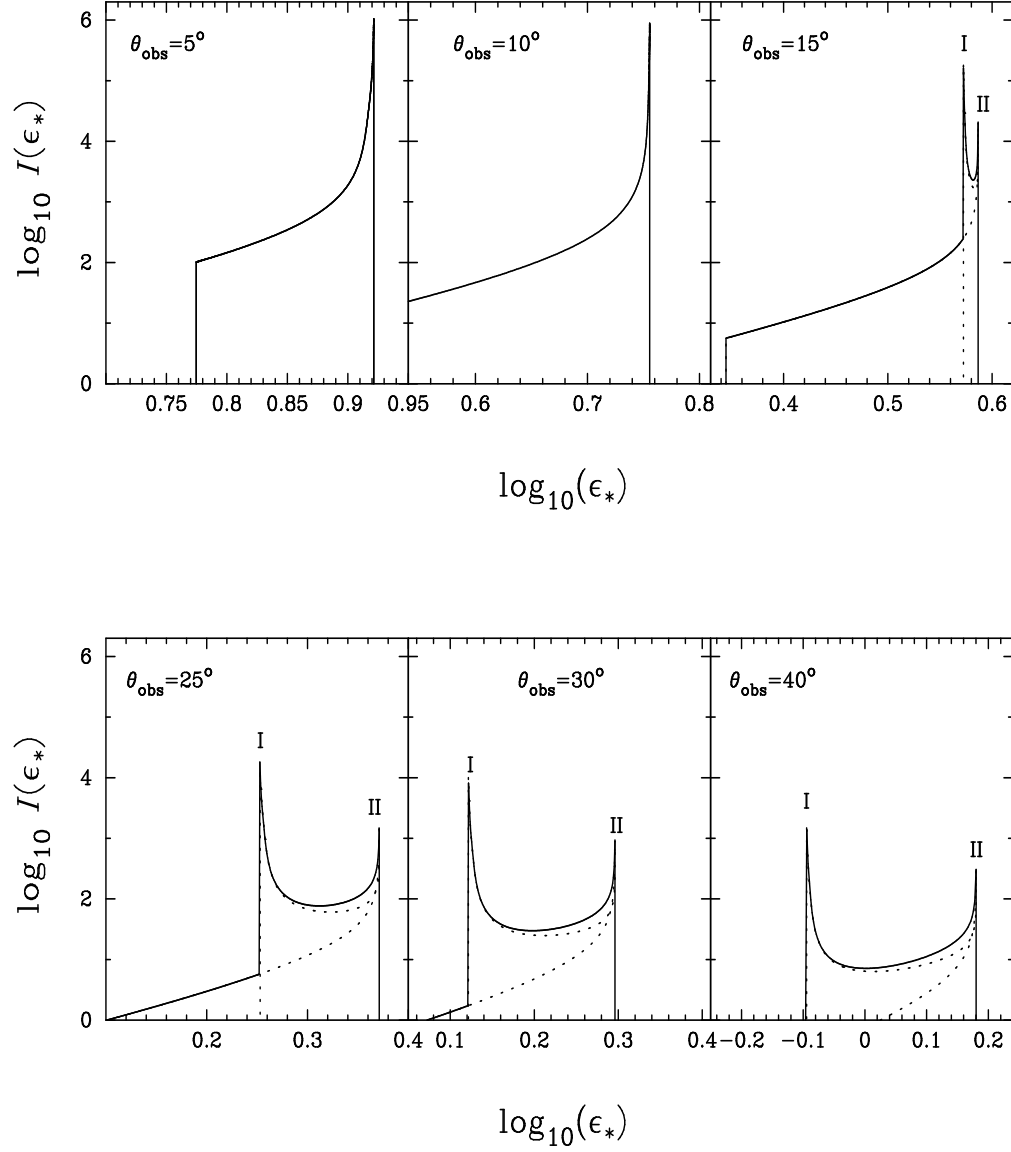 log₁₀ I(ϵ*)
6
4
2
0
θobs=5°
θobs=10°
θobs=15°
I
II
0.75 0.8 0.85 0.9 0.95 0.6 0.7 0.8 0.4 0.5 0.6
log₁₀(ϵ*)
log₁₀ I(ϵ*)
6
4
2
0
θobs=25°
θobs=30°
θobs=40°
I
II
I
II
I
II
0.2 0.3 0.4 0.1 0.2 0.3 0.4 −0.2 −0.1 0 0.1 0.2
log₁₀(ϵ*)